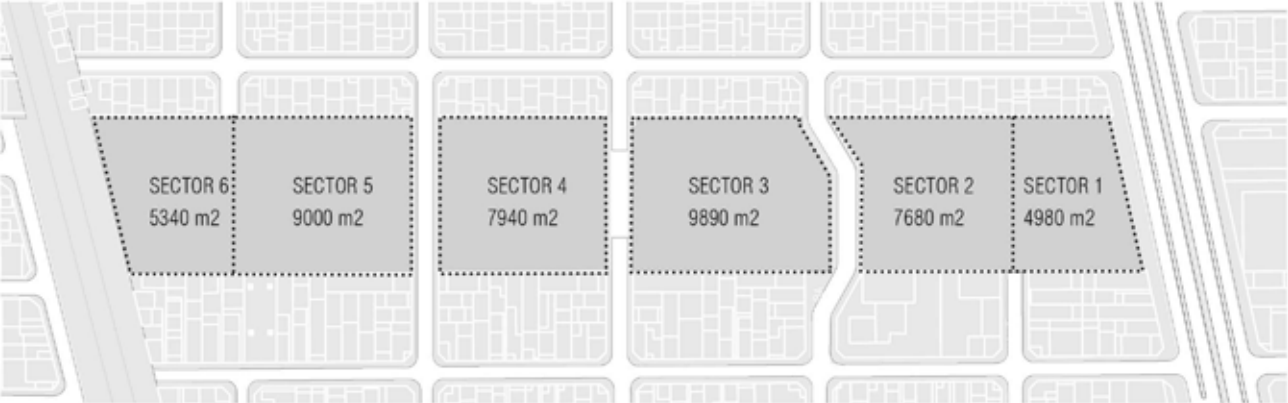 SECTOR 6
5340 m2
SECTOR 5
9000 m2
SECTOR 4
7940 m2
SECTOR 3
9890 m2
SECTOR 2
7680 m2
SECTOR 1
4980 m2